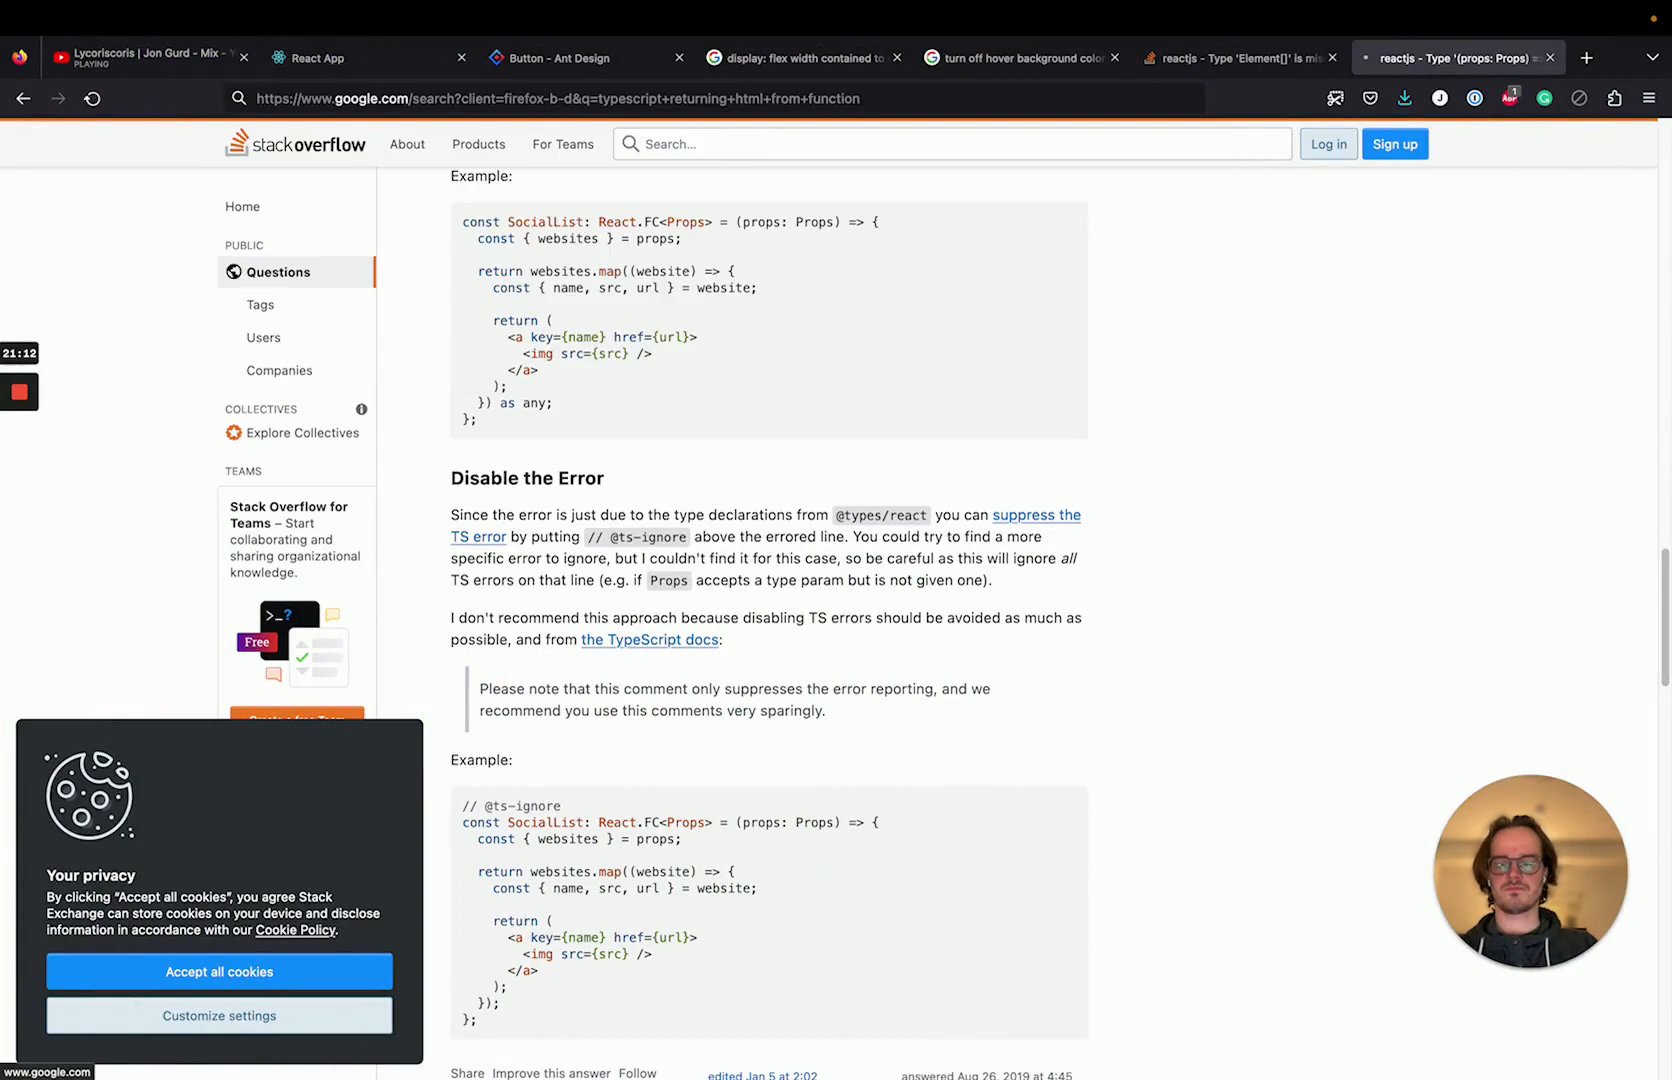 Lycoriscoris | Jon Gurd - Mix - Y
PLAYING
React App
Button - Ant Design
display: flex width contained to
turn off hover background color
reactjs - Type 'Element[]' is mis
reactjs - Type '(props: Props) =
https://www.google.com/search?client=firefox-b-d&q=typescript+returning+html+from+function
1
stackoverflow
About
Products
For Teams
Search...
Log in
Sign up
Home
PUBLIC
Questions
Tags
Users
Companies
COLLECTIVES
Explore Collectives
TEAMS
Stack Overflow for
Teams – Start
collaborating and
sharing organizational
knowledge.
>_?
Free
21:12
Example:
const SocialList: React.FC<Props> = (props: Props) => {
const { websites } = props;
return websites.map((website) => {
const { name, src, url } = website;
return (
<a key={name} href={url}>
<img src={src} />
</a>
);
}) as any;
};
Disable the Error
Since the error is just due to the type declarations from @types/react you can suppress the
TS error by putting // @ts-ignore above the errored line. You could try to find a more
specific error to ignore, but I couldn't find it for this case, so be careful as this will ignore all
TS errors on that line (e.g. if Props accepts a type param but is not given one).
I don't recommend this approach because disabling TS errors should be avoided as much as
possible, and from the TypeScript docs:
Please note that this comment only suppresses the error reporting, and we
recommend you use this comments very sparingly.
Example:
// @ts-ignore
const SocialList: React.FC<Props> = (props: Props) => {
const { websites } = props;
return websites.map((website) => {
const { name, src, url } = website;
return (
<a key={name} href={url}>
<img src={src} />
</a>
);
});
};
Share Improve this answer Follow
edited Jan 5 at 2:02
answered Aug 26, 2019 at 4:45
Your privacy
By clicking “Accept all cookies”, you agree Stack
Exchange can store cookies on your device and disclose
information in accordance with our Cookie Policy.
Accept all cookies
Customize settings
www.google.com